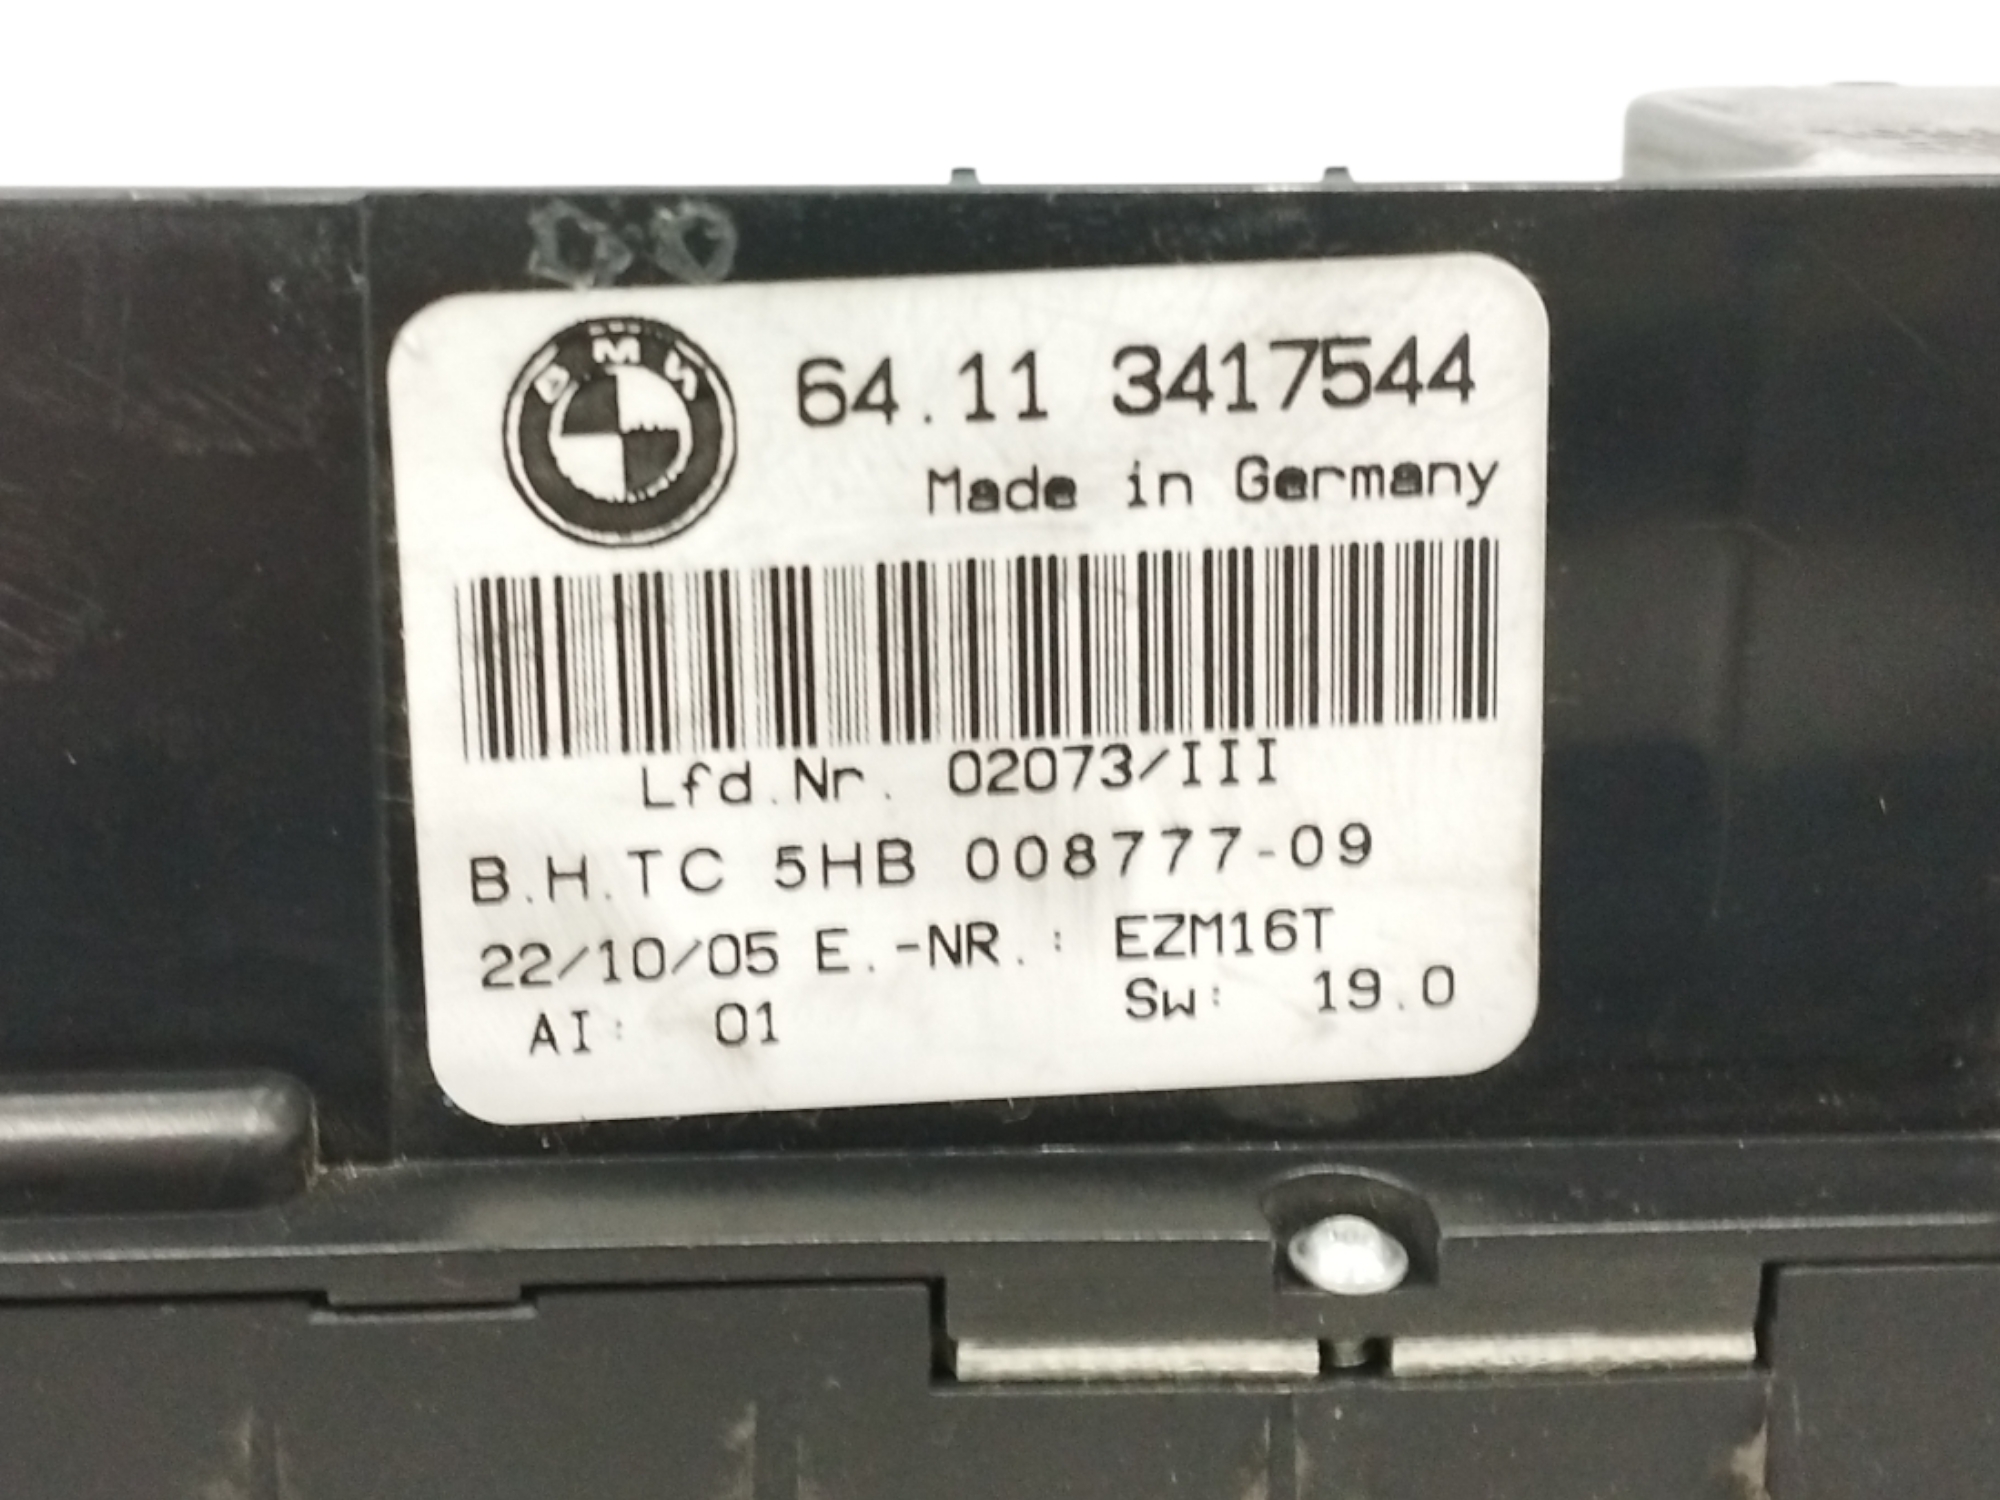 BMW
64.11 3417544
Made in Germany
Lfd.Nr. 02073/III
B.H.TC 5HB 008777-09
22/10/05 E.-NR.: EZM16T
AI: 01 Sw: 19.0